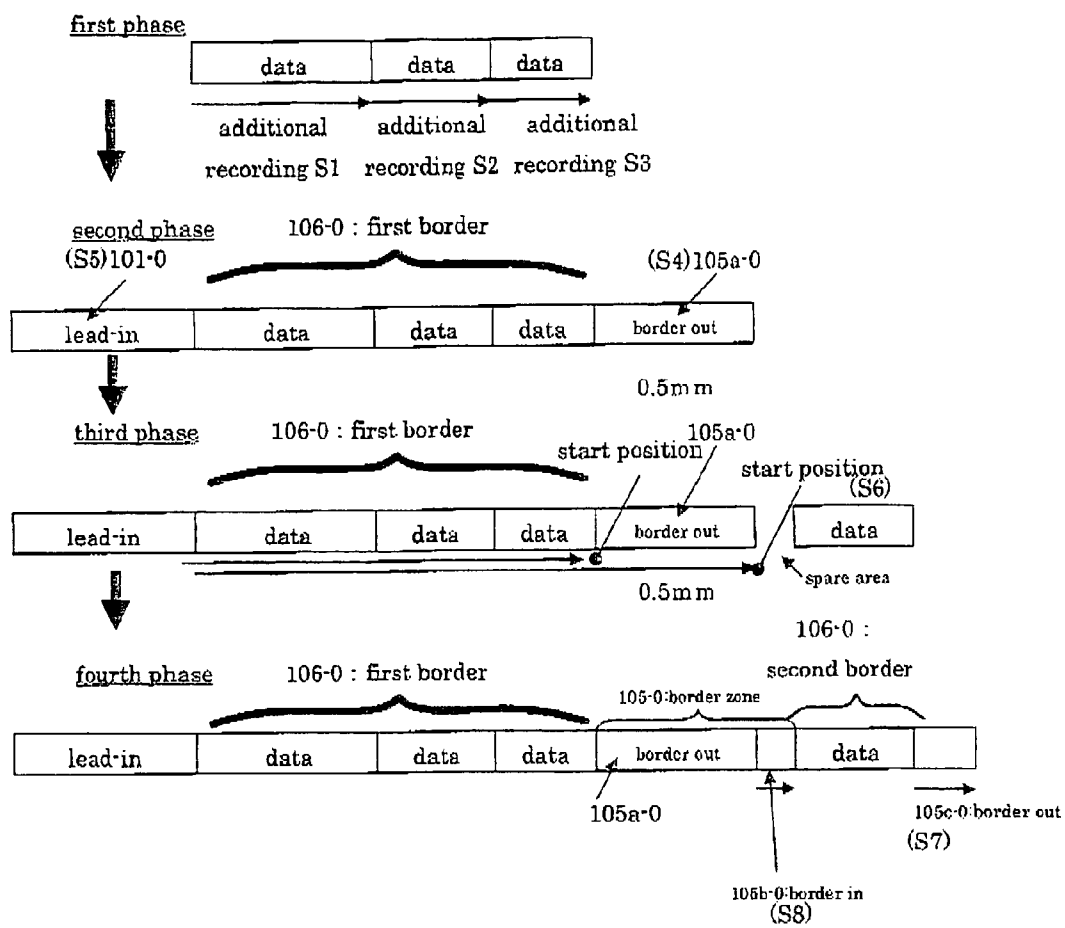 first phase
data data data
additional additional additional
recording S1 recording S2 recording S3
second phase 106-0 : first border
(S5)101-0 (S4)105a-0
lead-in data data data border out
0.5mm
third phase 106-0 : first border 105a-0
start position start position
(S6)
lead-in data data data border out data
0.5mm spare area
106-0 :
fourth phase 106-0 : first border second border
105-0:border zone
lead-in data data data border out data
105a-0 105c-0:border out
(S7)
105b-0:border in
(S8)